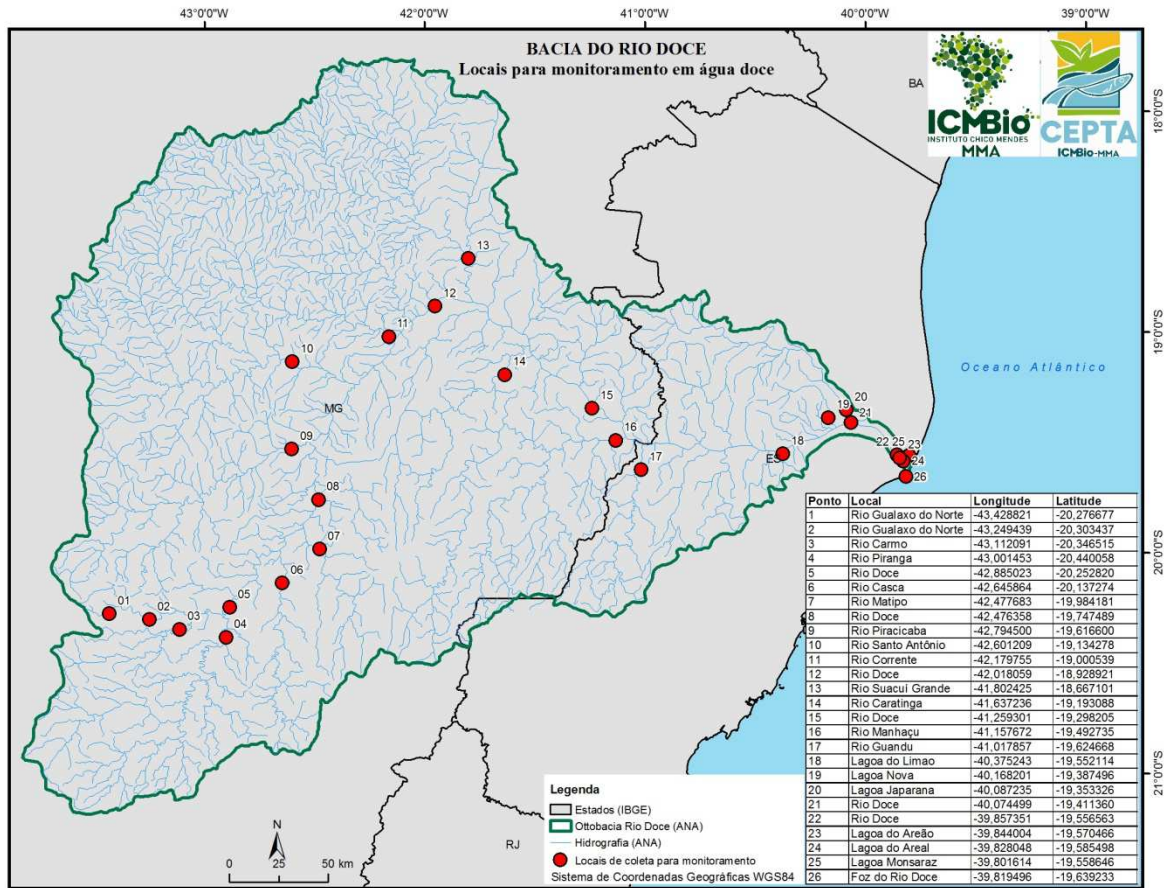 43°0'0"W 42°0'0"W 41°0'0"W 40°0'0"W 39°0'0"W
BACIA DO RIO DOCE
Locais para monitoramento em água doce
BA
ICMBio
INSTITUTO CHICO MENDES
MMA
CEPTA
ICMBio-MMA
18°0'0"S
19°0'0"S
20°0'0"S
21°0'0"S
Oceano Atlântico
MG
ES
RJ
13
12
11
10
14
15
16
17
09
08
07
06
05
04
03
02
01
18
19
20
21
22
25
23
24
26
Ponto Local Longitude Latitude
1 Rio Gualaxo do Norte -43,428821 -20,276677
2 Rio Gualaxo do Norte -43,249439 -20,303437
3 Rio Carmo -43,112091 -20,346515
4 Rio Piranga -43,001453 -20,440058
5 Rio Doce -42,885023 -20,252820
6 Rio Casca -42,645864 -20,137274
7 Rio Matipo -42,477683 -19,984181
8 Rio Doce -42,476358 -19,747489
9 Rio Piracicaba -42,794500 -19,616600
10 Rio Santo Antônio -42,601209 -19,134278
11 Rio Corrente -42,179755 -19,000539
12 Rio Doce -42,018059 -18,928921
13 Rio Suacuí Grande -41,802425 -18,667101
14 Rio Caratinga -41,637236 -19,193088
15 Rio Doce -41,259301 -19,298205
16 Rio Manhaçu -41,157672 -19,492735
17 Rio Guandu -41,017857 -19,624668
18 Lagoa do Limao -40,375243 -19,552114
19 Lagoa Nova -40,168201 -19,387496
20 Lagoa Japarana -40,087235 -19,353326
21 Rio Doce -40,074499 -19,411360
22 Rio Doce -39,857351 -19,556563
23 Lagoa do Areão -39,844004 -19,570466
24 Lagoa do Areal -39,828048 -19,585498
25 Lagoa Monsaraz -39,801614 -19,558646
26 Foz do Rio Doce -39,819496 -19,639233
Legenda
Estados (IBGE)
Ottobacia Rio Doce (ANA)
Hidrografia (ANA)
Locais de coleta para monitoramento
Sistema de Coordenadas Geográficas WGS84
N
0 25 50 km